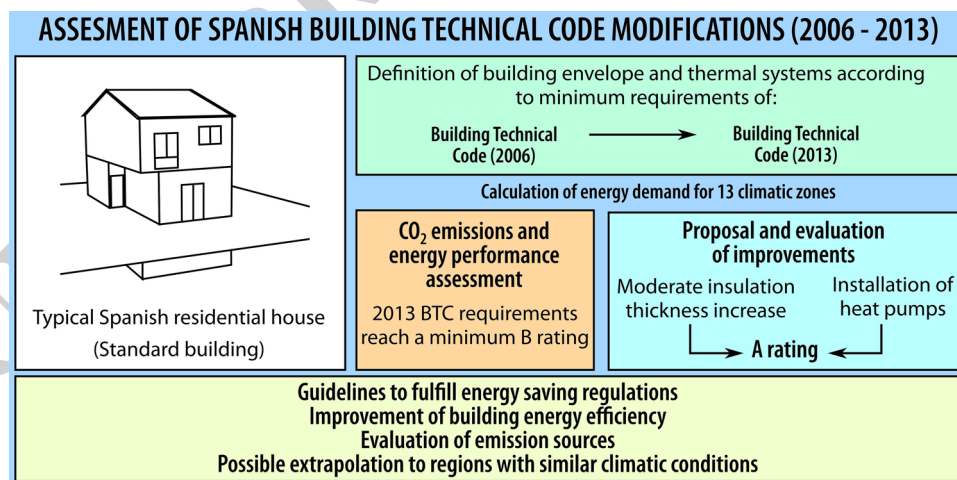 ASSESMENT OF SPANISH BUILDING TECHNICAL CODE MODIFICATIONS (2006 - 2013)
Typical Spanish residential house
(Standard building)
Definition of building envelope and thermal systems according
to minimum requirements of:
Building Technical
Code (2006)
Building Technical
Code (2013)
Calculation of energy demand for 13 climatic zones
CO₂ emissions and
energy performance
assessment
2013 BTC requirements
reach a minimum B rating
Proposal and evaluation
of improvements
Moderate insulation
thickness increase
Installation of
heat pumps
A rating
Guidelines to fulfill energy saving regulations
Improvement of building energy efficiency
Evaluation of emission sources
Possible extrapolation to regions with similar climatic conditions